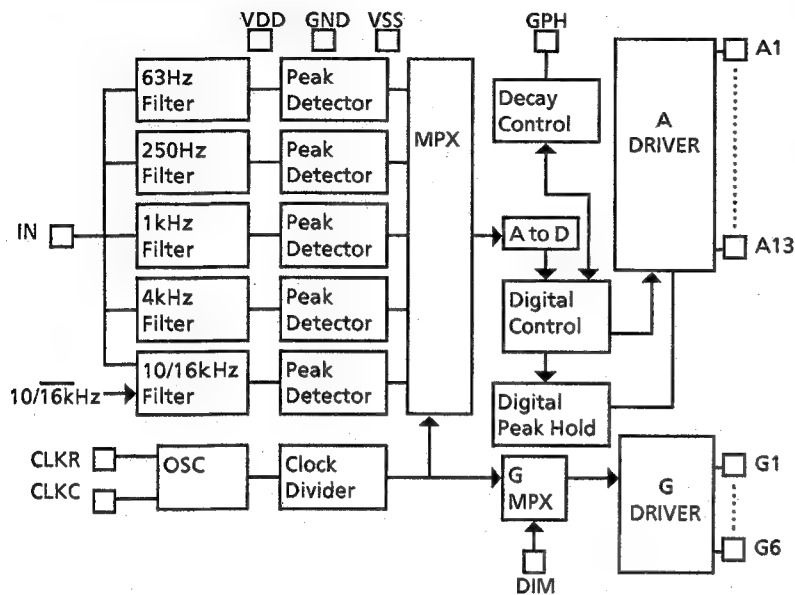 VDD
GND
VSS
GPH
A1
63Hz
Filter
Peak
Detector
MPX
Decay
Control
A
DRIVER
250Hz
Filter
Peak
Detector
IN
1kHz
Filter
Peak
Detector
A to D
A13
4kHz
Filter
Peak
Detector
Digital
Control
10/16kHz
10/16kHz
Filter
Peak
Detector
Digital
Peak Hold
CLKR
CLKC
OSC
Clock
Divider
G
MPX
G
DRIVER
G1
G6
DIM